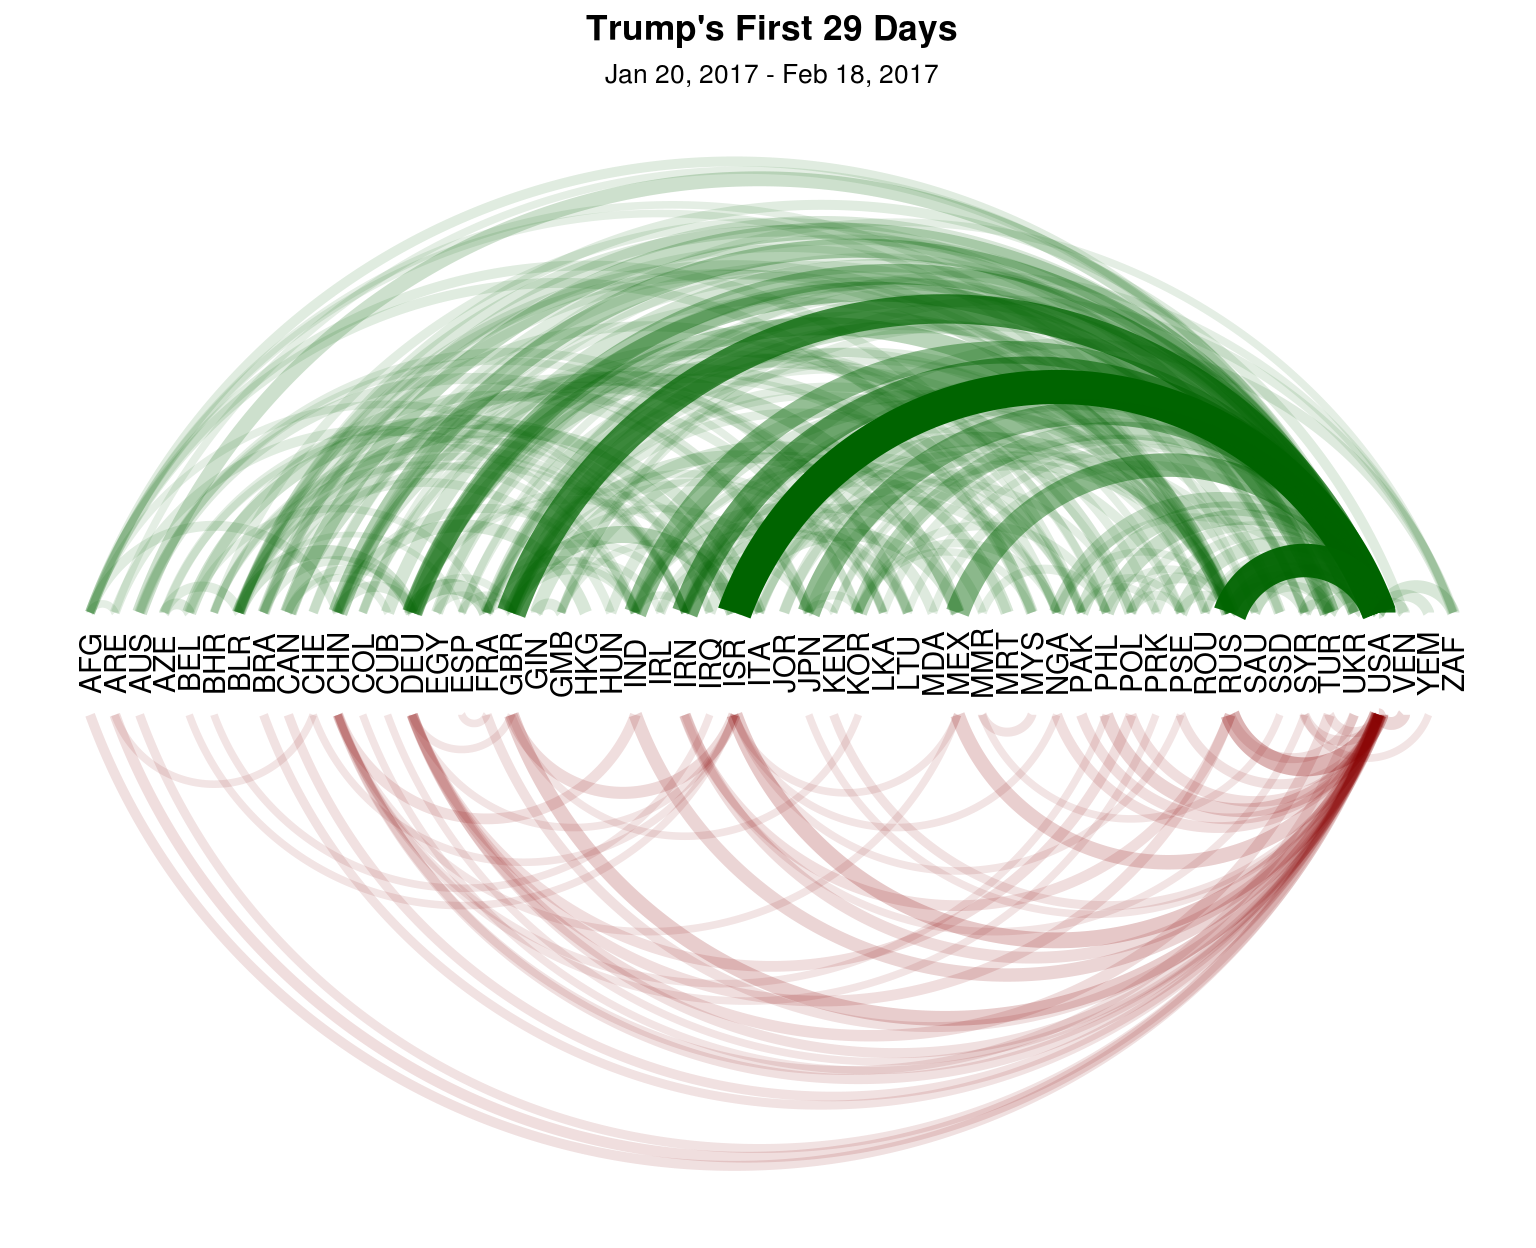 Trump's First 29 Days
Jan 20, 2017 - Feb 18, 2017
AFG
ARE
AUS
AZE
BEL
BHR
BLR
BRA
CAN
CHE
CHN
COL
CUB
DEU
EGY
ESP
FRA
GBR
GIN
GMB
HKG
HUN
IND
IRL
IRN
IRQ
ISR
ITA
JOR
JPN
KEN
KOR
LKA
LTU
MDA
MEX
MMR
MRT
MYS
NGA
PAK
PHL
POL
PRK
PSE
ROU
RUS
SAU
SSD
SYR
TUR
UKR
USA
VEN
YEM
ZAF